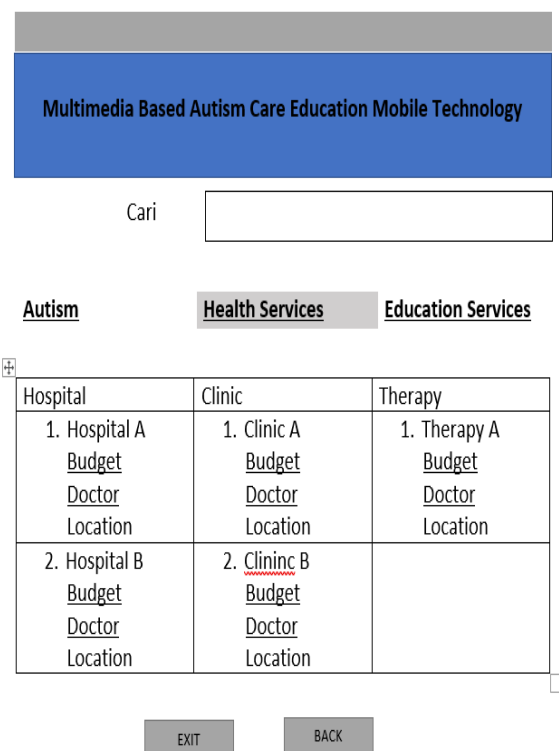 Multimedia Based Autism Care Education Mobile Technology
Cari
Autism Health Services Education Services
Hospital Clinic Therapy
1. Hospital A 1. Clinic A 1. Therapy A
Budget Budget Budget
Doctor Doctor Doctor
Location Location Location
2. Hospital B 2. Clininc B
Budget Budget
Doctor Doctor
Location Location
EXIT BACK